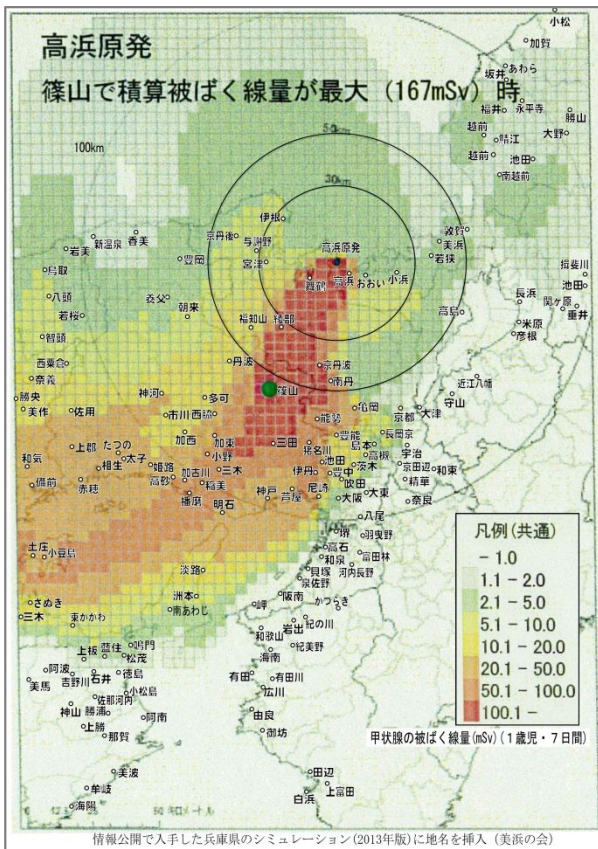 高浜原発
篠山で積算被ばく線量が最大(167mSv)時
小松
加賀
あわら
坂井
永平寺
福井
勝山
越前
鯖江
大野
越前
池田
南越前
100km
50km
30km
伊根
京丹後
与謝野
宮津
高浜原発
敦賀
美浜
若狭
香美
新温泉
岩美
豊岡
舞鶴
高浜
おおい
小浜
揖斐川
池田
鳥取
八頭
若桜
養父
朝来
福知山
綾部
高島
長浜
関ヶ原
垂井
米原
彦根
智頭
西粟倉
奈義
丹波
京丹波
南丹
近江八幡
守山
勝央
美作
佐用
神河
多可
篠山
市川
西脇
能勢
亀岡
京都
大津
上郡
たつの
太子
加西
加東
三田
猪名川
豊能
島本
長岡京
高槻
宇治
和気
相生
姫路
小野
池田
茨木
京田辺
和東
備前
赤穂
高砂
加古川
三木
伊丹
豊中
吹田
精華
稲美
播磨
明石
神戸
芦屋
尼崎
大阪
大東
奈良
八尾
土庄
小豆島
堺
羽曳野
高石
和泉
富田林
貝塚
河内長野
泉佐野
淡路
洲本
南あわじ
さぬき
三木
東かがわ
岬
阪南
かつらぎ
岩出
紀の川
和歌山
紀美野
海南
鳴門
上板
藍住
松茂
阿波
吉野川
石井
徳島
美馬
佐那河内
小松島
神山
勝浦
阿南
上勝
那賀
有田
有田川
広川
由良
御坊
美波
牟岐
海陽
田辺
上富田
白浜
凡例(共通)
- 1.0
1.1 - 2.0
2.1 - 5.0
5.1 - 10.0
10.1 - 20.0
20.1 - 50.0
50.1 - 100.0
100.1 -
甲状腺の被ばく線量(mSv)(1歳児・7日間)
情報公開で入手した兵庫県のシミュレーション(2013年版)に地名を挿入(美浜の会)